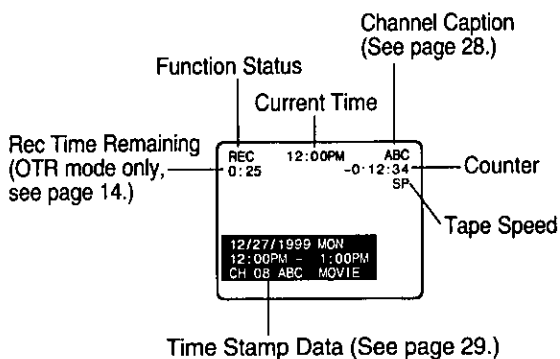 Channel Caption
(See page 28.)
Function Status
Current Time
Rec Time Remaining
(OTR mode only,
see page 14.)
REC 12:00PM ABC
0:25 -0:12:34
SP
Counter
Tape Speed
12/27/1999 MON
12:00PM - 1:00PM
CH 08 ABC MOVIE
Time Stamp Data (See page 29.)